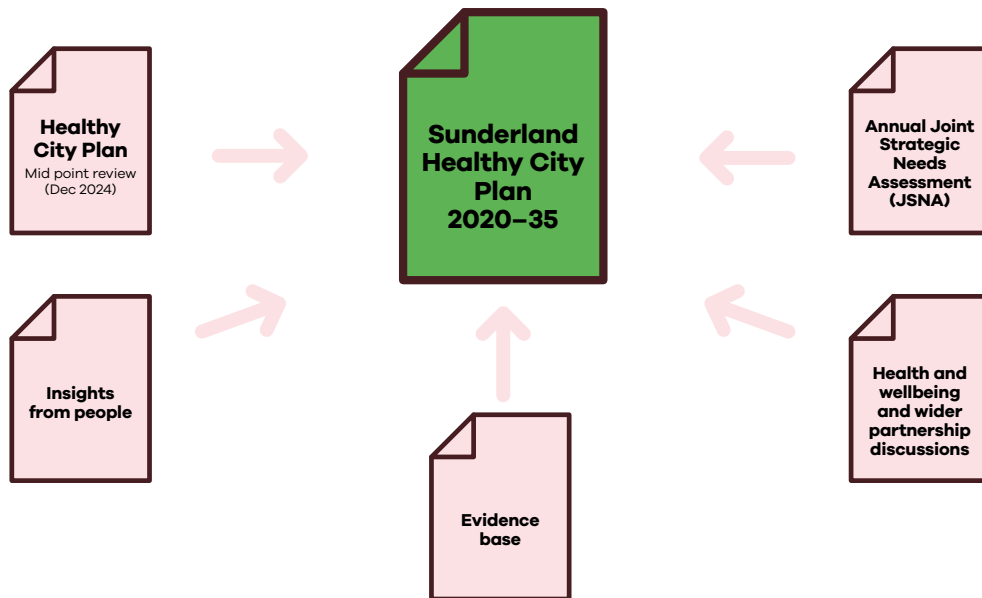 Healthy
City Plan
Mid point review
(Dec 2024)
Sunderland
Healthy City
Plan
2020–35
Annual Joint
Strategic
Needs
Assessment
(JSNA)
Insights
from people
Evidence
base
Health and
wellbeing
and wider
partnership
discussions